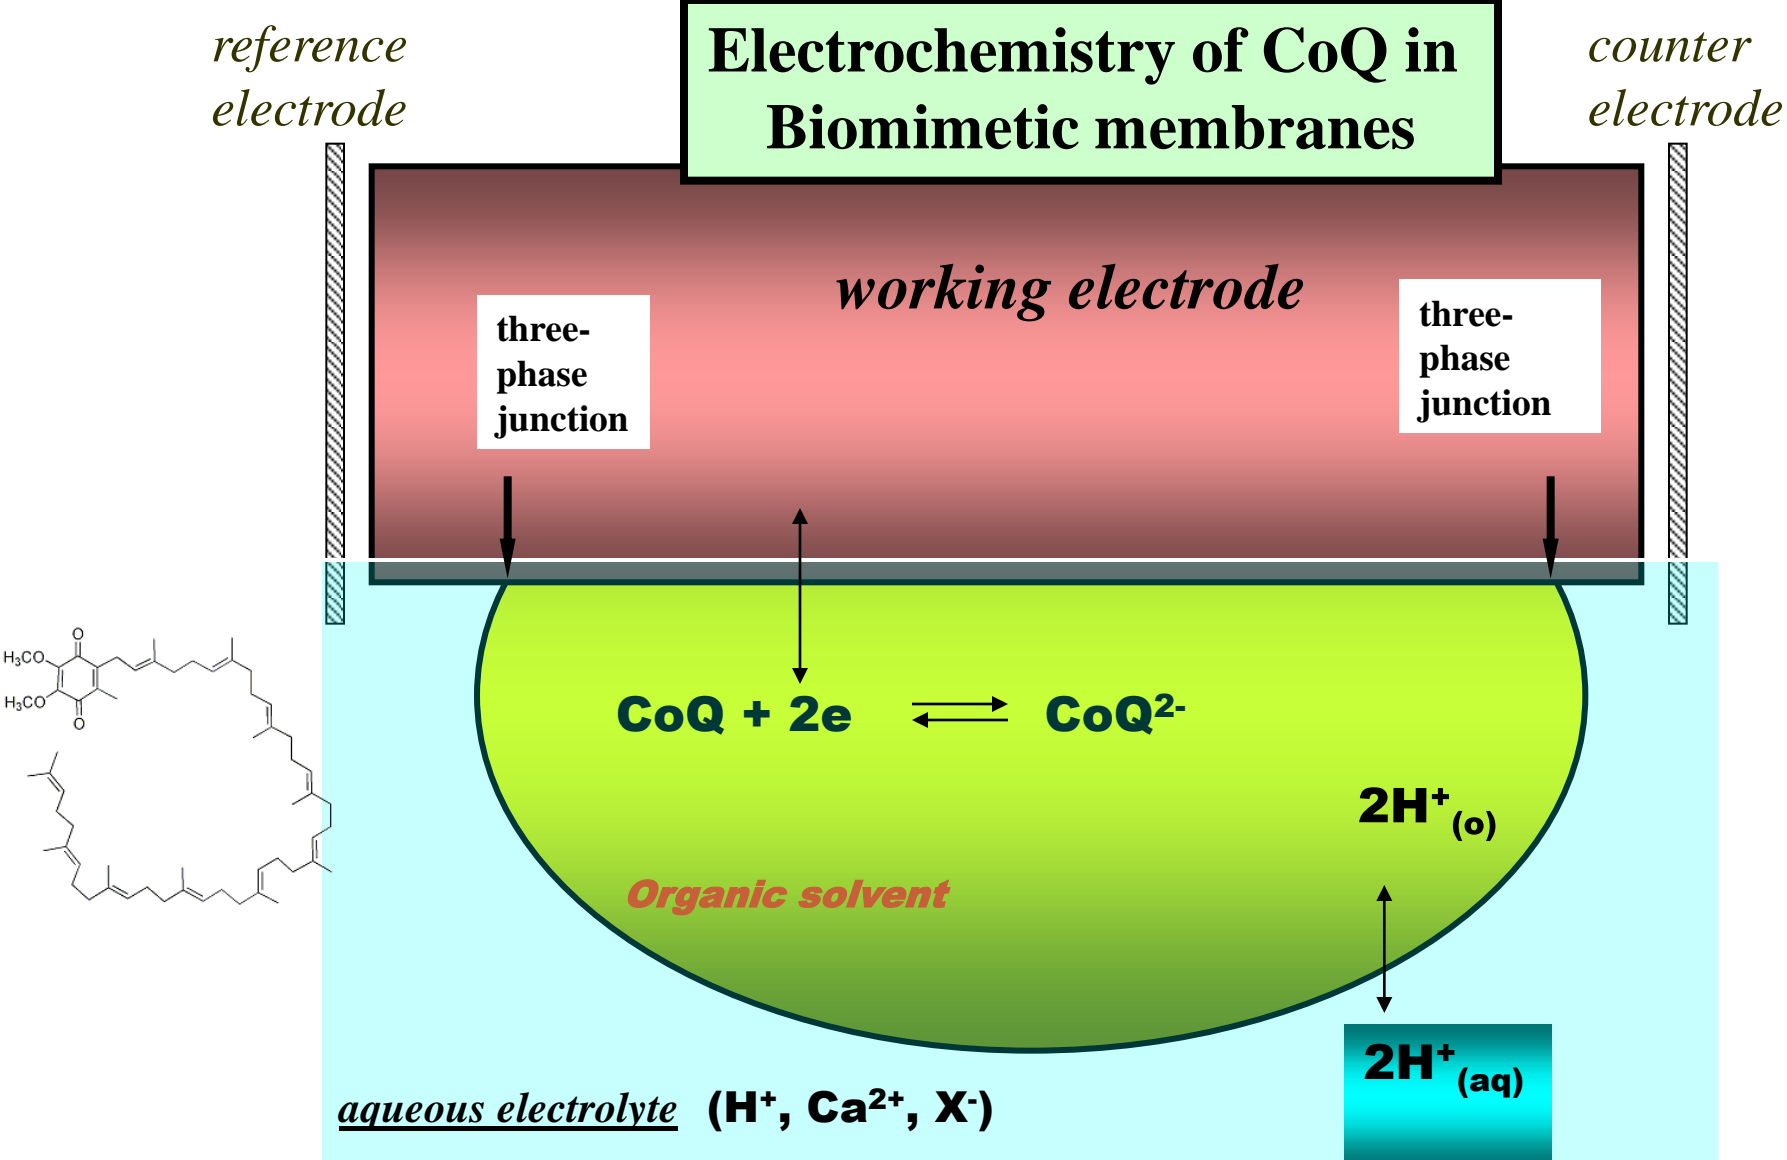 reference
electrode
Electrochemistry of CoQ in
Biomimetic membranes
counter
electrode
working electrode
three-
phase
junction
three-
phase
junction
O
H₃CO
H₃CO
O
CoQ + 2e ⇌ CoQ²⁻
2H⁺(o)
Organic solvent
2H⁺(aq)
aqueous electrolyte (H⁺, Ca²⁺, X⁻)